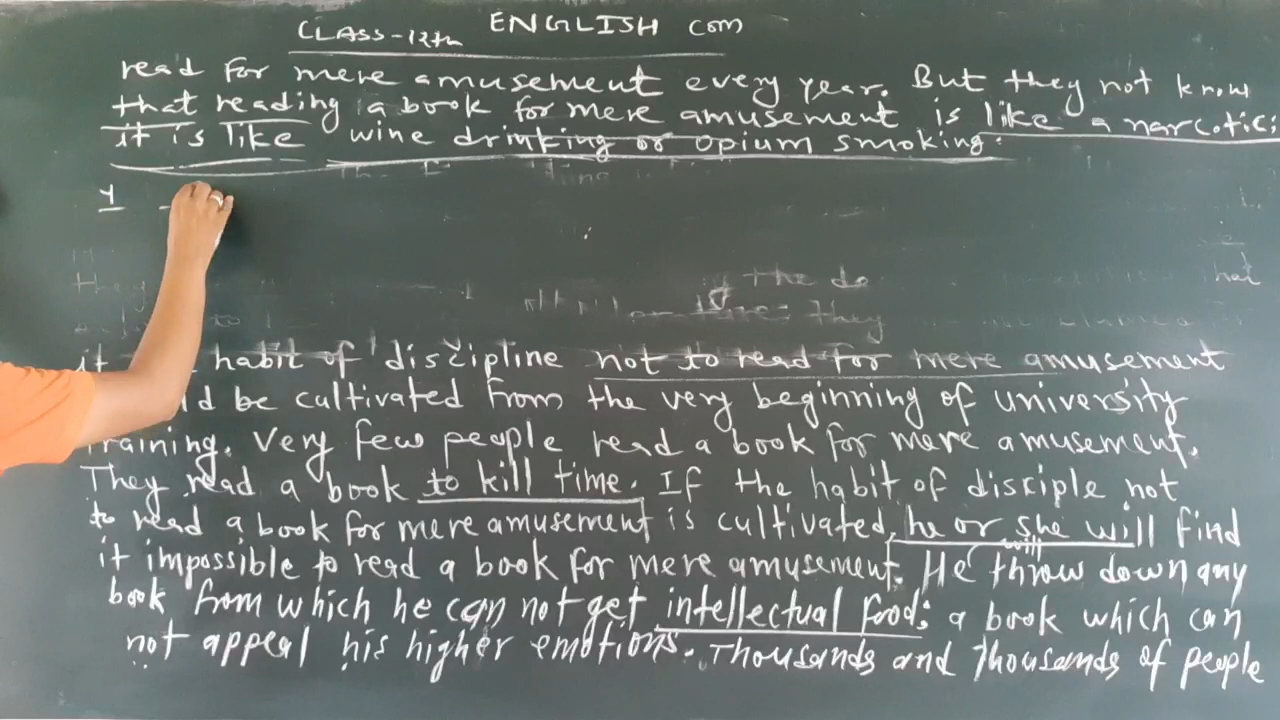 CLASS-12th ENGLISH COM
read for mere amusement every year. But they not know
that reading a book for mere amusement is like a narcotic;
it is like wine drinking or opium smoking.
4
the do
they
it habit of discipline not to read for mere amusement
be cultivated from the very beginning of university
training. Very few people read a book for mere amusement.
They read a book to kill time. If the habit of disciple not
to read a book for mere amusement is cultivated, he or she will find
it impossible to read a book for mere amusement. He will throw down any
book from which he can not get intellectual food; a book which can
not appeal his higher emotions. Thousands and thousands of people